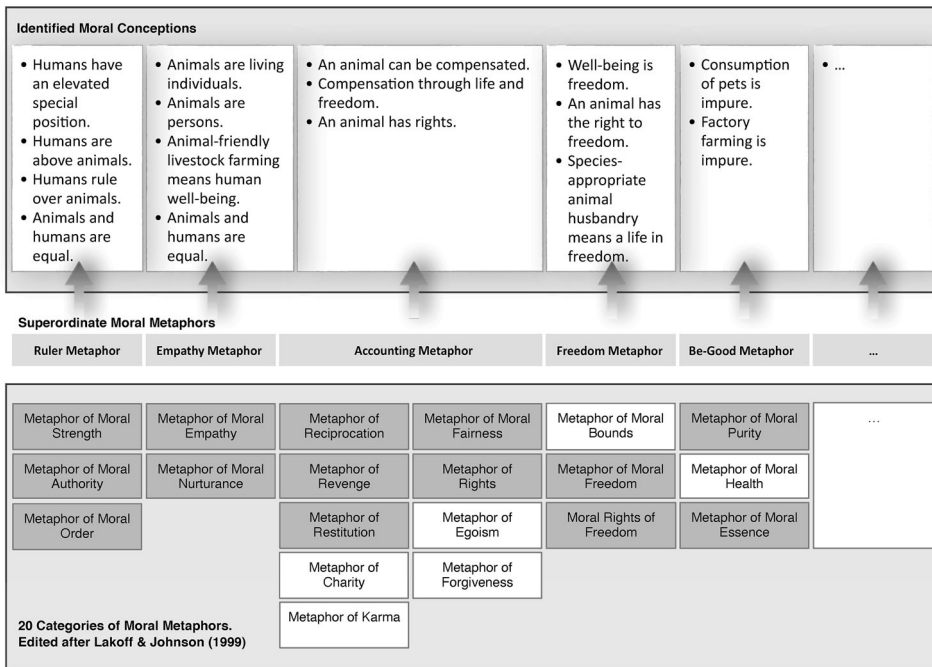 Identified Moral Conceptions
• Humans have
an elevated
special
position.
• Humans are
above animals.
• Humans rule
over animals.
• Animals and
humans are
equal.
• Animals are living
individuals.
• Animals are
persons.
• Animal-friendly
livestock farming
means human
well-being.
• Animals and
humans are
equal.
• An animal can be compensated.
• Compensation through life and
freedom.
• An animal has rights.
• Well-being is
freedom.
• An animal has
the right to
freedom.
• Species-
appropriate
animal
husbandry
means a life in
freedom.
• Consumption
of pets is
impure.
• Factory
farming is
impure.
• ...
Superordinate Moral Metaphors
Ruler Metaphor
Empathy Metaphor
Accounting Metaphor
Freedom Metaphor
Be-Good Metaphor
...
Metaphor of Moral
Strength
Metaphor of Moral
Authority
Metaphor of Moral
Order
Metaphor of Moral
Empathy
Metaphor of Moral
Nurturance
Metaphor of
Reciprocation
Metaphor of
Revenge
Metaphor of
Restitution
Metaphor of
Charity
Metaphor of Karma
Metaphor of Moral
Fairness
Metaphor of
Rights
Metaphor of
Egoism
Metaphor of
Forgiveness
Metaphor of Moral
Bounds
Metaphor of Moral
Freedom
Moral Rights of
Freedom
Metaphor of Moral
Purity
Metaphor of Moral
Health
Metaphor of Moral
Essence
...
20 Categories of Moral Metaphors.
Edited after Lakoff & Johnson (1999)